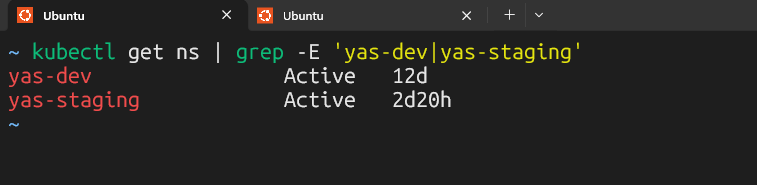 Ubuntu
Ubuntu
~ kubectl get ns | grep -E 'yas-dev|yas-staging'
yas-dev Active 12d
yas-staging Active 2d20h
~